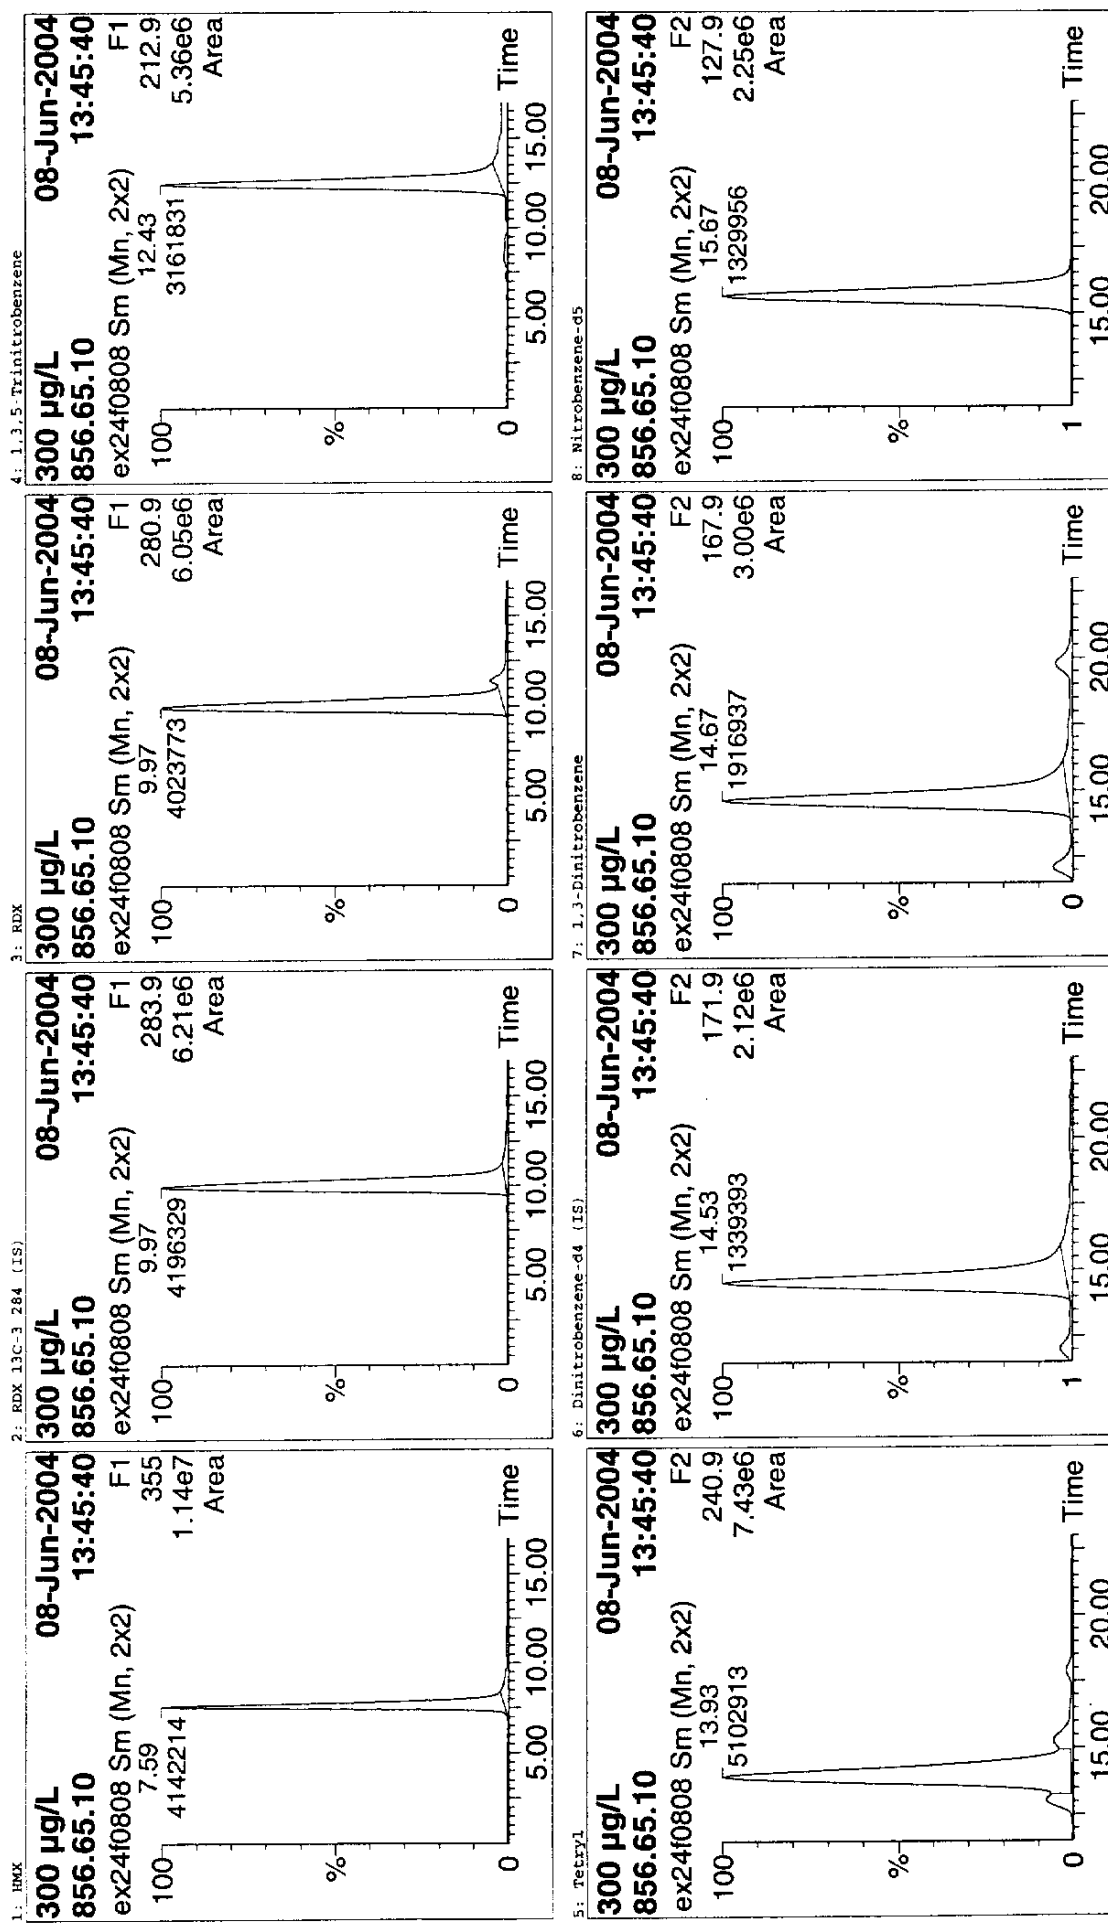 1: HMX
300 µg/L 08-Jun-2004
856.65.10 13:45:40
ex24f0808 Sm (Mn, 2x2) F1
7.59 355
4142214 1.14e7
Area
100
%
0
5.00 10.00 15.00 Time
2: RDX 13C-3 284 (IS)
300 µg/L 08-Jun-2004
856.65.10 13:45:40
ex24f0808 Sm (Mn, 2x2) F1
9.97 283.9
4196329 6.21e6
Area
100
%
0
5.00 10.00 15.00 Time
3: RDX
300 µg/L 08-Jun-2004
856.65.10 13:45:40
ex24f0808 Sm (Mn, 2x2) F1
9.97 280.9
4023773 6.05e6
Area
100
%
0
5.00 10.00 15.00 Time
4: 1,3,5-Trinitrobenzene
300 µg/L 08-Jun-2004
856.65.10 13:45:40
ex24f0808 Sm (Mn, 2x2) F1
12.43 212.9
3161831 5.36e6
Area
100
%
0
5.00 10.00 15.00 Time
5: Tetryl
300 µg/L 08-Jun-2004
856.65.10 13:45:40
ex24f0808 Sm (Mn, 2x2) F2
13.93 240.9
5102913 7.43e6
Area
100
%
0
15.00 20.00 Time
6: Dinitrobenzene-d4 (IS)
300 µg/L 08-Jun-2004
856.65.10 13:45:40
ex24f0808 Sm (Mn, 2x2) F2
14.53 171.9
1339393 2.12e6
Area
100
%
1
15.00 20.00 Time
7: 1,3-Dinitrobenzene
300 µg/L 08-Jun-2004
856.65.10 13:45:40
ex24f0808 Sm (Mn, 2x2) F2
14.67 167.9
1916937 3.00e6
Area
100
%
0
15.00 20.00 Time
8: Nitrobenzene-d5
300 µg/L 08-Jun-2004
856.65.10 13:45:40
ex24f0808 Sm (Mn, 2x2) F2
15.67 127.9
1329956 2.25e6
Area
100
%
1
15.00 20.00 Time